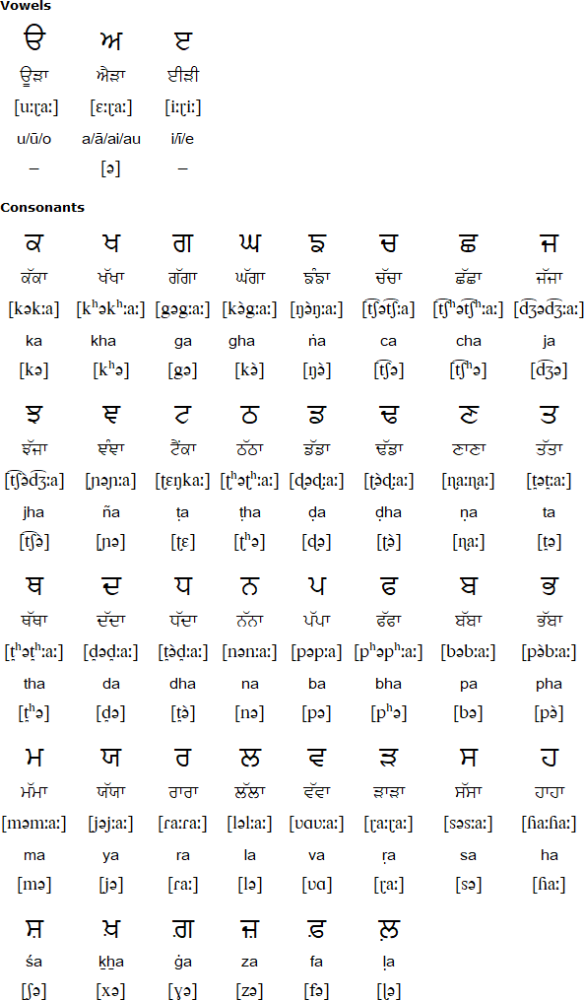 Vowels
ੳ ਅ ੲ
ਊੜਾ ਐੜਾ ਈੜੀ
[uːɽaː] [ɛːɽaː] [iːɽiː]
u/ū/o a/ā/ai/au i/ī/e
– [ə] –
Consonants
ਕ ਖ ਗ ਘ ਙ ਚ ਛ ਜ
ਕੱਕਾ ਖੱਖਾ ਗੱਗਾ ਘੱਗਾ ਙੰਙਾ ਚੱਚਾ ਛੱਛਾ ਜੱਜਾ
[kəkːa] [kʰəkʰːaː] [gəgːaː] [kə̀gːaː] [ŋə̀ŋːaː] [t͡ʃət͡ʃːa] [t͡ʃʰət͡ʃʰːaː] [d͡ʒəd͡ʒːaː]
ka kha ga gha ṅa ca cha ja
[kə] [kʰə] [gə] [kə̀] [ŋə̀] [t͡ʃə] [t͡ʃʰə] [d͡ʒə]
ਝ ਞ ਟ ਠ ਡ ਢ ਣ ਤ
ਝੱਜਾ ਞੰਞਾ ਟੈਂਕਾ ਠੱਠਾ ਡੱਡਾ ਢੱਡਾ ਣਾਣਾ ਤੱਤਾ
[t͡ʃə̀d͡ʒːa] [ɲəɲːa] [ʈɛŋkaː] [ʈʰəʈʰːaː] [ɖəɖːaː] [ʈə̀ɖːaː] [ɳaːɳaː] [t̪ət̪ːaː]
jha ña ṭa ṭha ḍa ḍha ṇa ta
[t͡ʃə̀] [ɲə] [ʈɛ] [ʈʰə] [ɖə] [ʈə̀] [ɳaː] [t̪ə]
ਥ ਦ ਧ ਨ ਪ ਫ ਬ ਭ
ਥੱਥਾ ਦੱਦਾ ਧੱਦਾ ਨੱਨਾ ਪੱਪਾ ਫੱਫਾ ਬੱਬਾ ਭੱਬਾ
[t̪ʰət̪ʰːaː] [d̪əd̪ːaː] [t̪ə̀d̪ːaː] [nənːaː] [pəpːa] [pʰəpʰːaː] [bəbːaː] [pə̀bːaː]
tha da dha na ba bha pa pha
[t̪ʰə] [d̪ə] [t̪ə̀] [nə] [pə] [pʰə] [bə] [pə̀]
ਮ ਯ ਰ ਲ ਵ ੜ ਸ ਹ
ਮੱਮਾ ਯੱਯਾ ਰਾਰਾ ਲੱਲਾ ਵੱਵਾ ੜਾੜਾ ਸੱਸਾ ਹਾਹਾ
[məmːaː] [jəjːaː] [ɾaːɾaː] [ləlːaː] [ʋɑʋːaː] [ɽaːɽaː] [səsːaː] [ɦaːɦaː]
ma ya ra la va ṛa sa ha
[mə] [jə] [ɾaː] [lə] [ʋɑ] [ɽaː] [sə] [ɦaː]
ਸ਼ ਖ਼ ਗ਼ ਜ਼ ਫ਼ ਲ਼
śa ḵẖa ġa za fa ḷa
[ʃə] [xə] [ɣə] [zə] [fə] [ɭə]